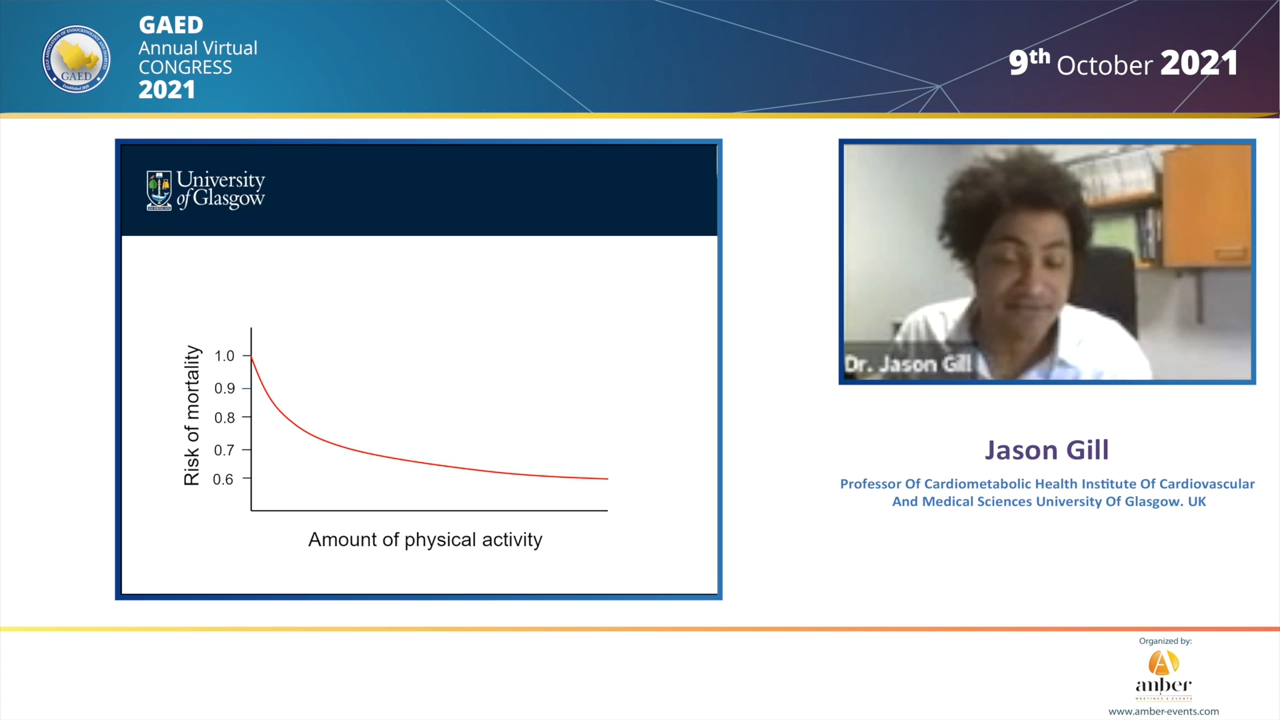 GAED
Annual Virtual
CONGRESS
2021
GAED
9th October 2021
University
of Glasgow
Risk of mortality
1.0
0.9
0.8
0.7
0.6
Amount of physical activity
Dr. Jason Gill
Jason Gill
Professor Of Cardiometabolic Health Institute Of Cardiovascular
And Medical Sciences University Of Glasgow. UK
Organized by:
anber
www.amber-events.com